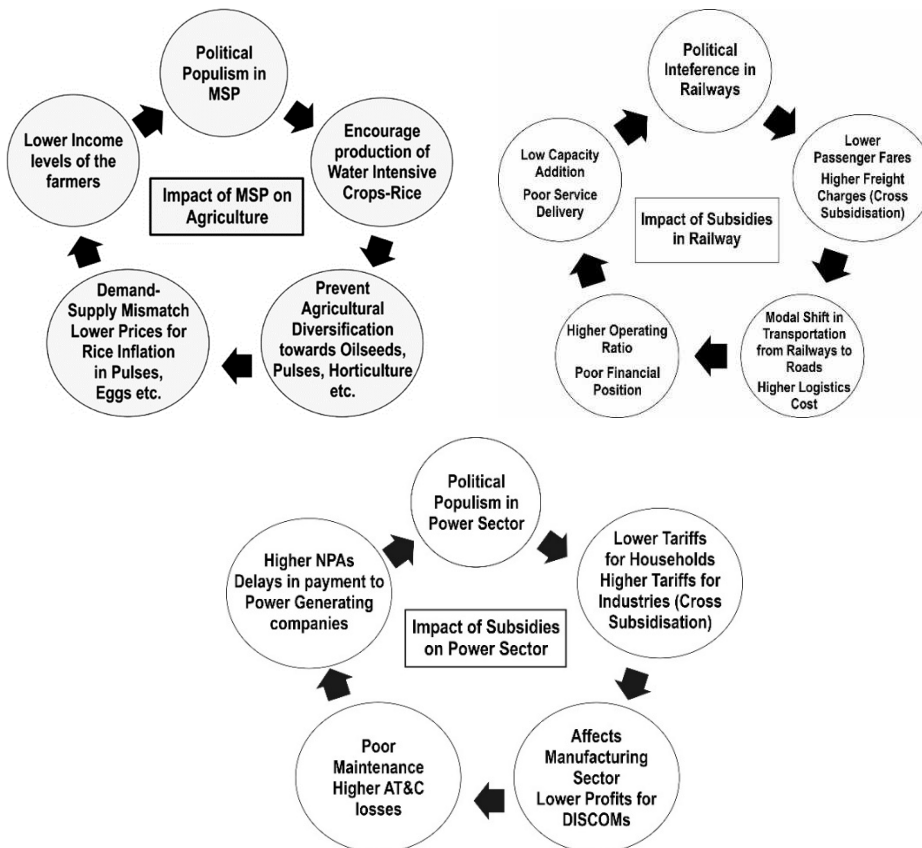 Political
Populism in
MSP
Encourage
production of
Water Intensive
Crops-Rice
Prevent
Agricultural
Diversification
towards Oilseeds,
Pulses, Horticulture
etc.
Demand-
Supply Mismatch
Lower Prices for
Rice Inflation
in Pulses,
Eggs etc.
Lower Income
levels of the
farmers
Impact of MSP on
Agriculture
Political
Inteference in
Railways
Lower
Passenger Fares
Higher Freight
Charges (Cross
Subsidisation)
Modal Shift in
Transportation
from Railways to
Roads
Higher Logistics
Cost
Higher Operating
Ratio
Poor Financial
Position
Low Capacity
Addition
Poor Service
Delivery
Impact of Subsidies
in Railway
Political
Populism in
Power Sector
Lower Tariffs
for Households
Higher Tariffs for
Industries (Cross
Subsidisation)
Affects
Manufacturing
Sector
Lower Profits for
DISCOMs
Poor
Maintenance
Higher AT&C
losses
Higher NPAs
Delays in payment to
Power Generating
companies
Impact of Subsidies
on Power Sector